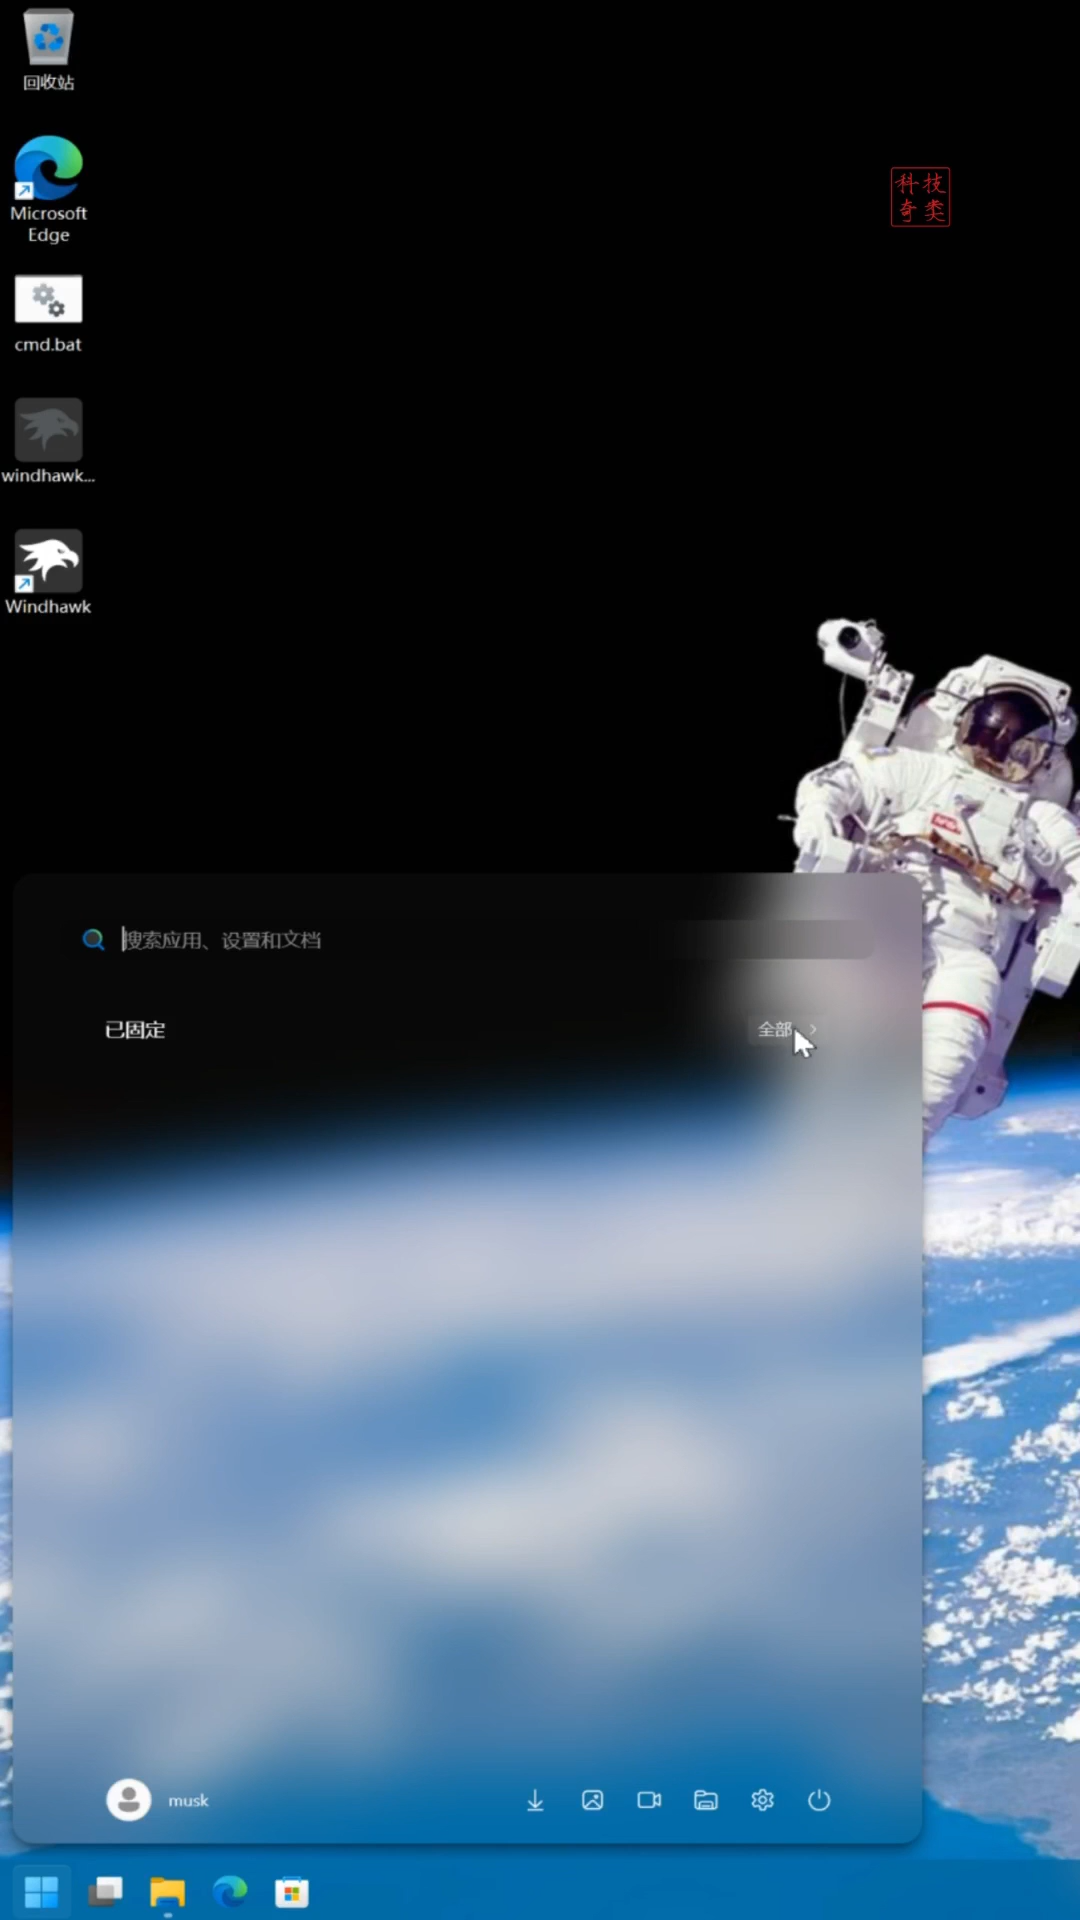 回收站
Microsoft
Edge
科技
奇类
cmd.bat
windhawk...
Windhawk
搜索应用、设置和文档
已固定
全部
musk